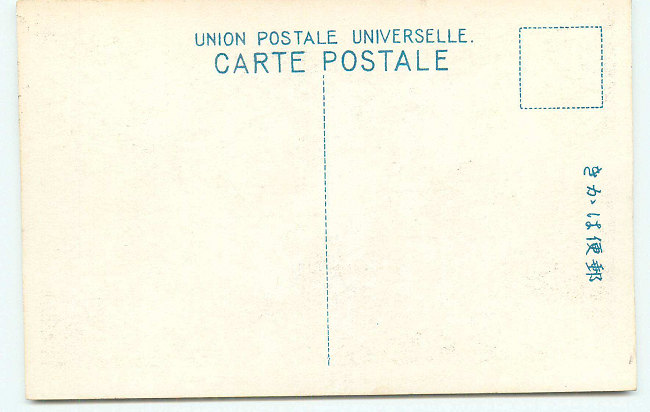 UNION POSTALE UNIVERSELLE.
CARTE POSTALE
郵便はかき